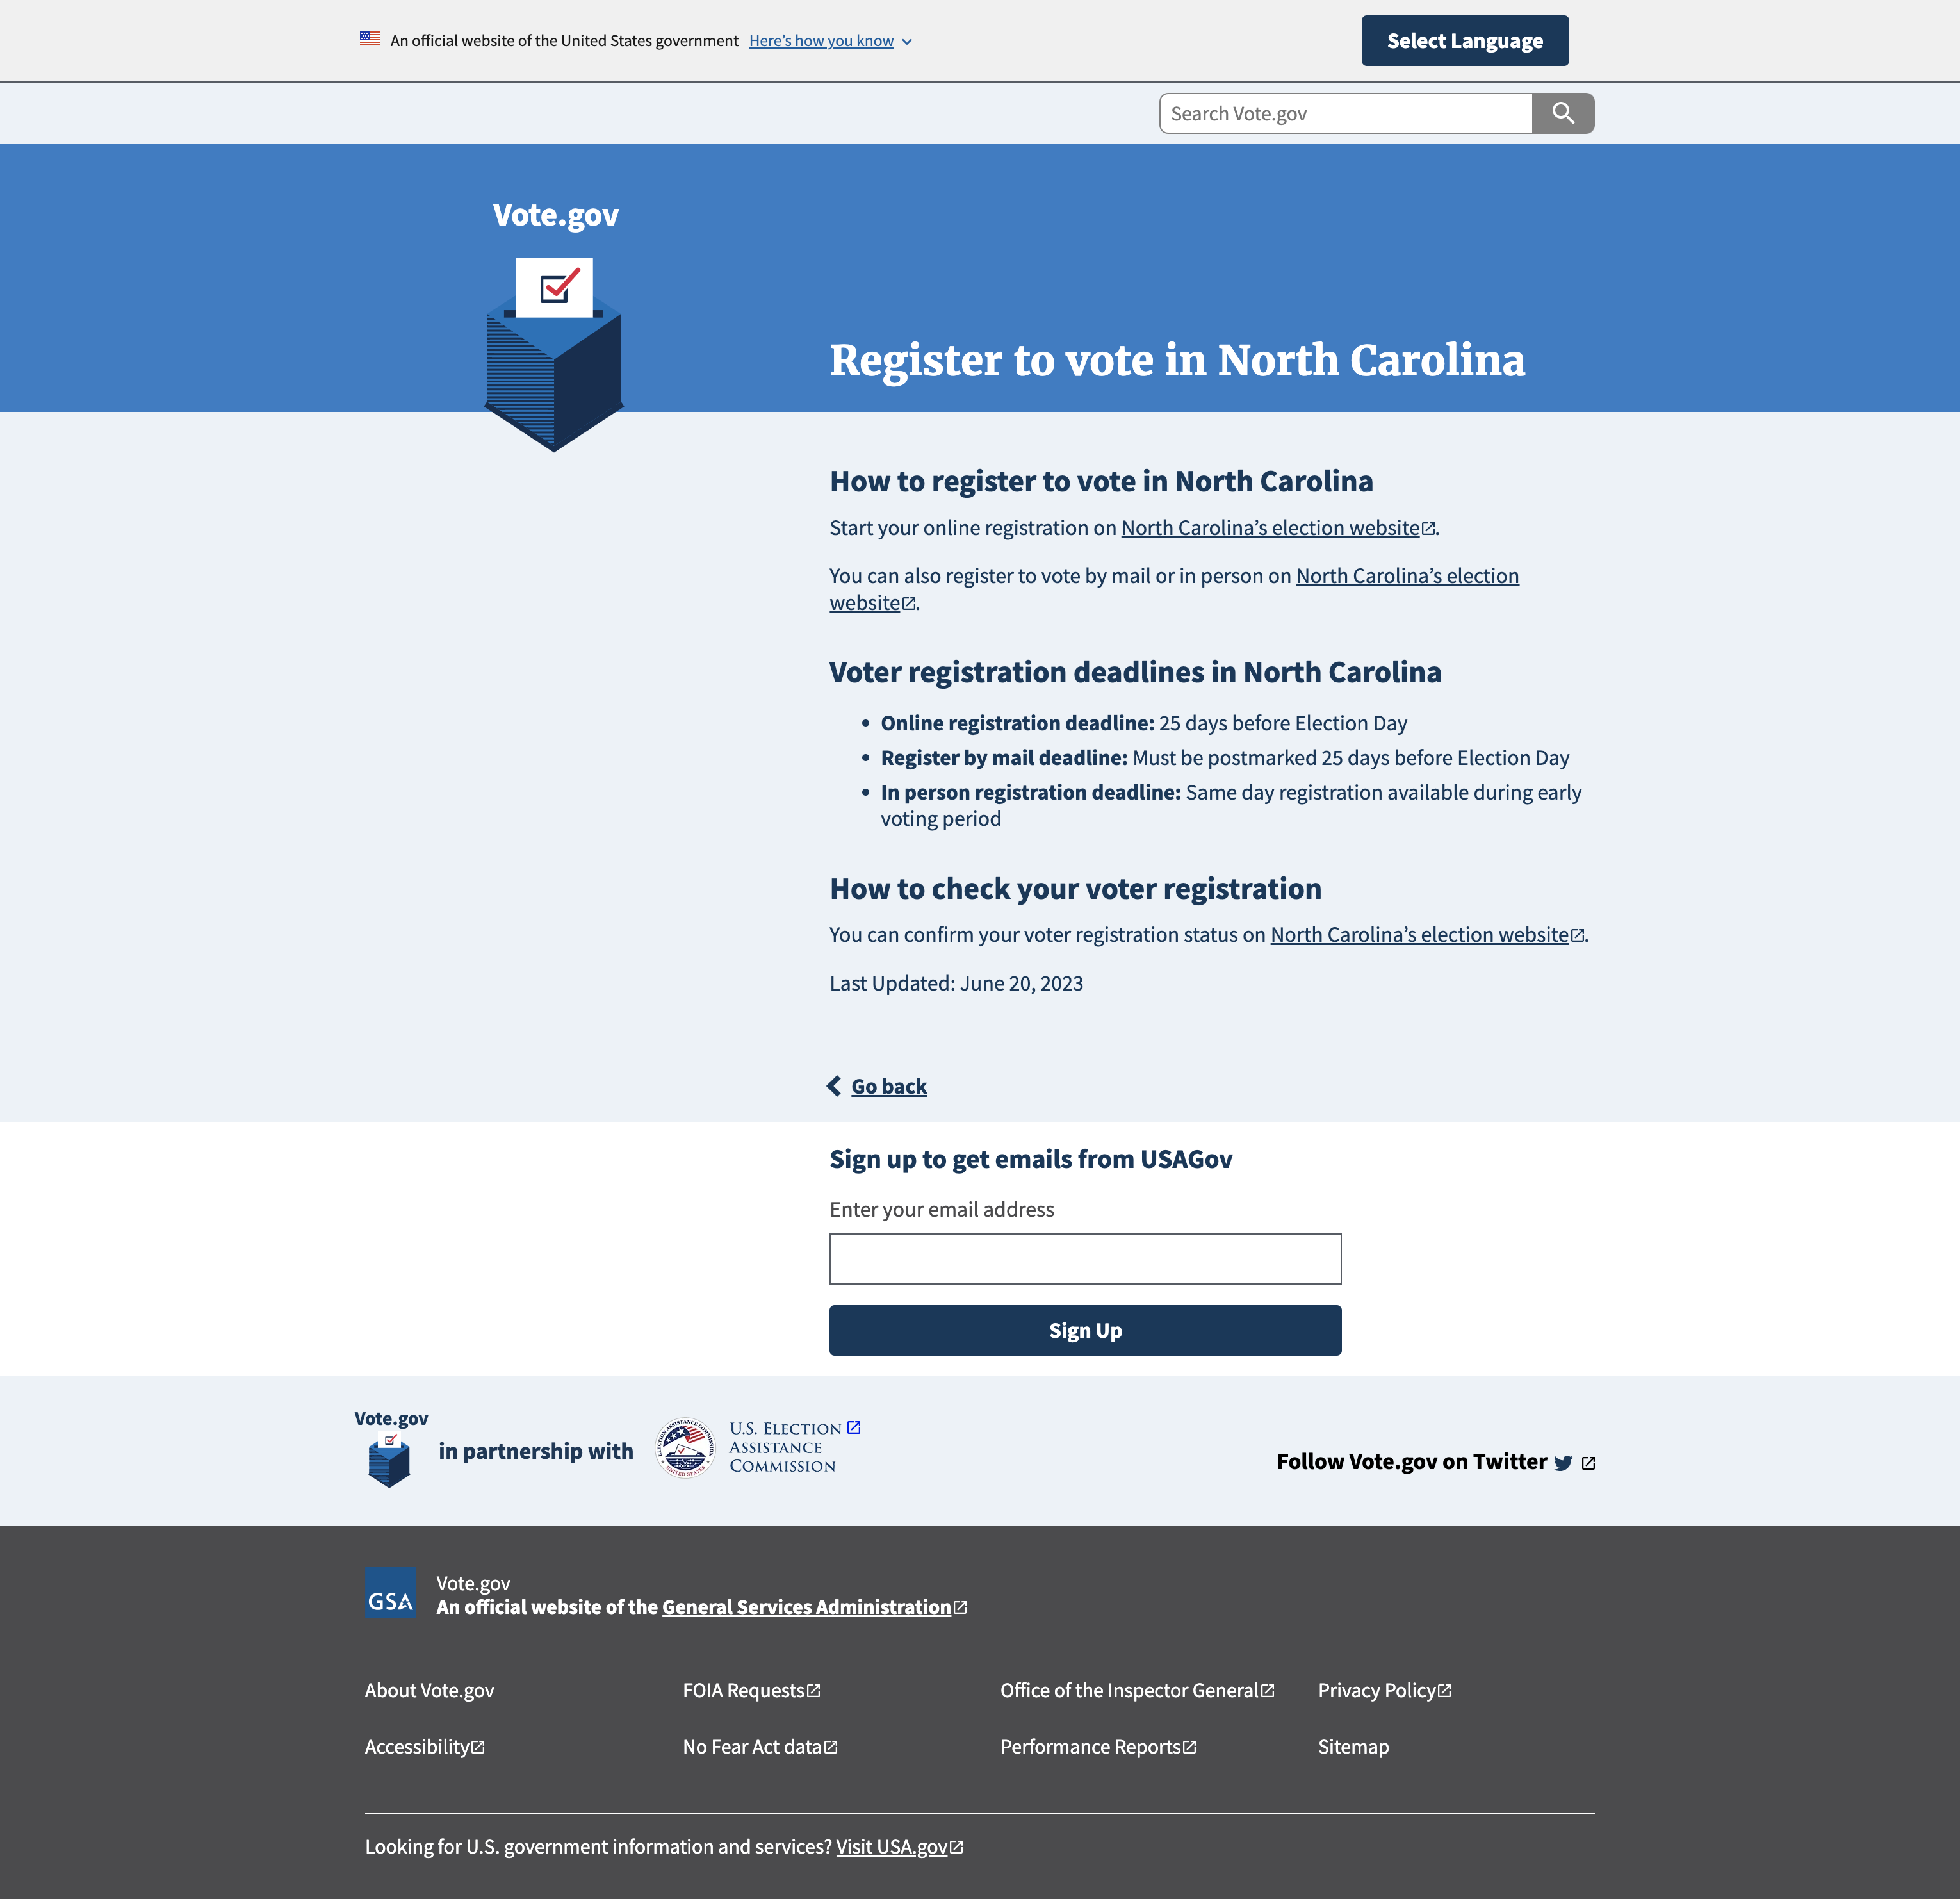 An official website of the United States government Here's how you know
Select Language
Search Vote.gov
Vote.gov
Register to vote in North Carolina
How to register to vote in North Carolina
Start your online registration on North Carolina's election website.
You can also register to vote by mail or in person on North Carolina's election
website.
Voter registration deadlines in North Carolina
• Online registration deadline: 25 days before Election Day
• Register by mail deadline: Must be postmarked 25 days before Election Day
• In person registration deadline: Same day registration available during early
voting period
How to check your voter registration
You can confirm your voter registration status on North Carolina's election website.
Last Updated: June 20, 2023
Go back
Sign up to get emails from USAGov
Enter your email address
Sign Up
Vote.gov
in partnership with
ELECTION ASSISTANCE COMMISSION
UNITED STATES
U.S. ELECTION
ASSISTANCE
COMMISSION
Follow Vote.gov on Twitter
GSA
Vote.gov
An official website of the General Services Administration
About Vote.gov
FOIA Requests
Office of the Inspector General
Privacy Policy
Accessibility
No Fear Act data
Performance Reports
Sitemap
Looking for U.S. government information and services? Visit USA.gov